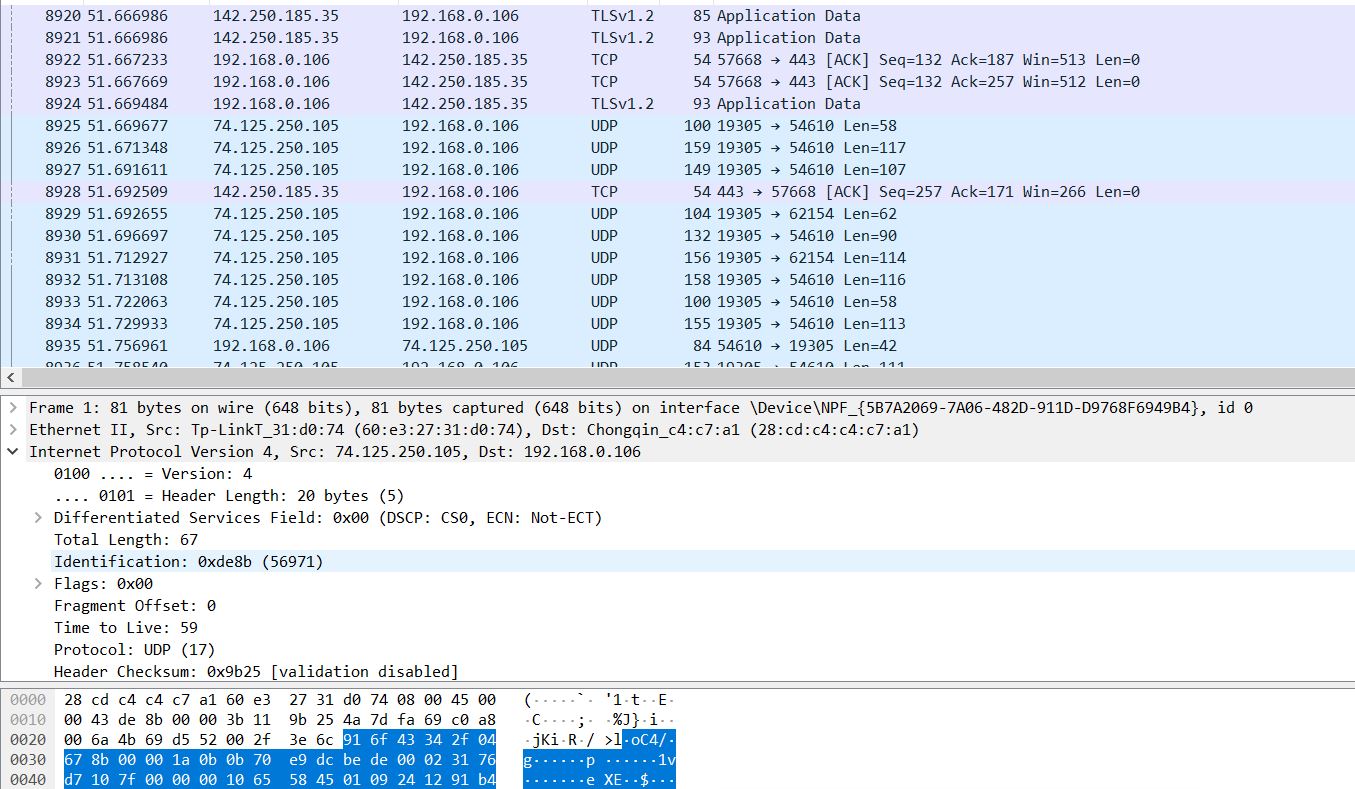 8920 51.666986 142.250.185.35 192.168.0.106 TLSv1.2 85 Application Data
8921 51.666986 142.250.185.35 192.168.0.106 TLSv1.2 93 Application Data
8922 51.667233 192.168.0.106 142.250.185.35 TCP 54 57668 → 443 [ACK] Seq=132 Ack=187 Win=513 Len=0
8923 51.667669 192.168.0.106 142.250.185.35 TCP 54 57668 → 443 [ACK] Seq=132 Ack=257 Win=512 Len=0
8924 51.669484 192.168.0.106 142.250.185.35 TLSv1.2 93 Application Data
8925 51.669677 74.125.250.105 192.168.0.106 UDP 100 19305 → 54610 Len=58
8926 51.671348 74.125.250.105 192.168.0.106 UDP 159 19305 → 54610 Len=117
8927 51.691611 74.125.250.105 192.168.0.106 UDP 149 19305 → 54610 Len=107
8928 51.692509 142.250.185.35 192.168.0.106 TCP 54 443 → 57668 [ACK] Seq=257 Ack=171 Win=266 Len=0
8929 51.692655 74.125.250.105 192.168.0.106 UDP 104 19305 → 62154 Len=62
8930 51.696697 74.125.250.105 192.168.0.106 UDP 132 19305 → 54610 Len=90
8931 51.712927 74.125.250.105 192.168.0.106 UDP 156 19305 → 62154 Len=114
8932 51.713108 74.125.250.105 192.168.0.106 UDP 158 19305 → 54610 Len=116
8933 51.722063 74.125.250.105 192.168.0.106 UDP 100 19305 → 54610 Len=58
8934 51.729933 74.125.250.105 192.168.0.106 UDP 155 19305 → 54610 Len=113
8935 51.756961 192.168.0.106 74.125.250.105 UDP 84 54610 → 19305 Len=42
8936 51.758540 74.125.250.105 192.168.0.106 UDP 153 19305 → 54610 Len=111
Frame 1: 81 bytes on wire (648 bits), 81 bytes captured (648 bits) on interface \Device\NPF_{5B7A2069-7A06-482D-911D-D9768F6949B4}, id 0
Ethernet II, Src: Tp-LinkT_31:d0:74 (60:e3:27:31:d0:74), Dst: Chongqin_c4:c7:a1 (28:cd:c4:c4:c7:a1)
Internet Protocol Version 4, Src: 74.125.250.105, Dst: 192.168.0.106
0100 .... = Version: 4
.... 0101 = Header Length: 20 bytes (5)
Differentiated Services Field: 0x00 (DSCP: CS0, ECN: Not-ECT)
Total Length: 67
Identification: 0xde8b (56971)
Flags: 0x00
Fragment Offset: 0
Time to Live: 59
Protocol: UDP (17)
Header Checksum: 0x9b25 [validation disabled]
0000 28 cd c4 c4 c7 a1 60 e3 27 31 d0 74 08 00 45 00 (·····`· '1·t··E·
0010 00 43 de 8b 00 00 3b 11 9b 25 4a 7d fa 69 c0 a8 ·C····;· ·%J}·i··
0020 00 6a 4b 69 d5 52 00 2f 3e 6c 91 6f 43 34 2f 04 ·jKi·R·/ >l·oC4/·
0030 67 8b 00 00 1a 0b 0b 70 e9 dc be de 00 02 31 76 g······p ······1v
0040 d7 10 7f 00 00 00 10 65 58 45 01 09 24 12 91 b4 ·······e XE··$···